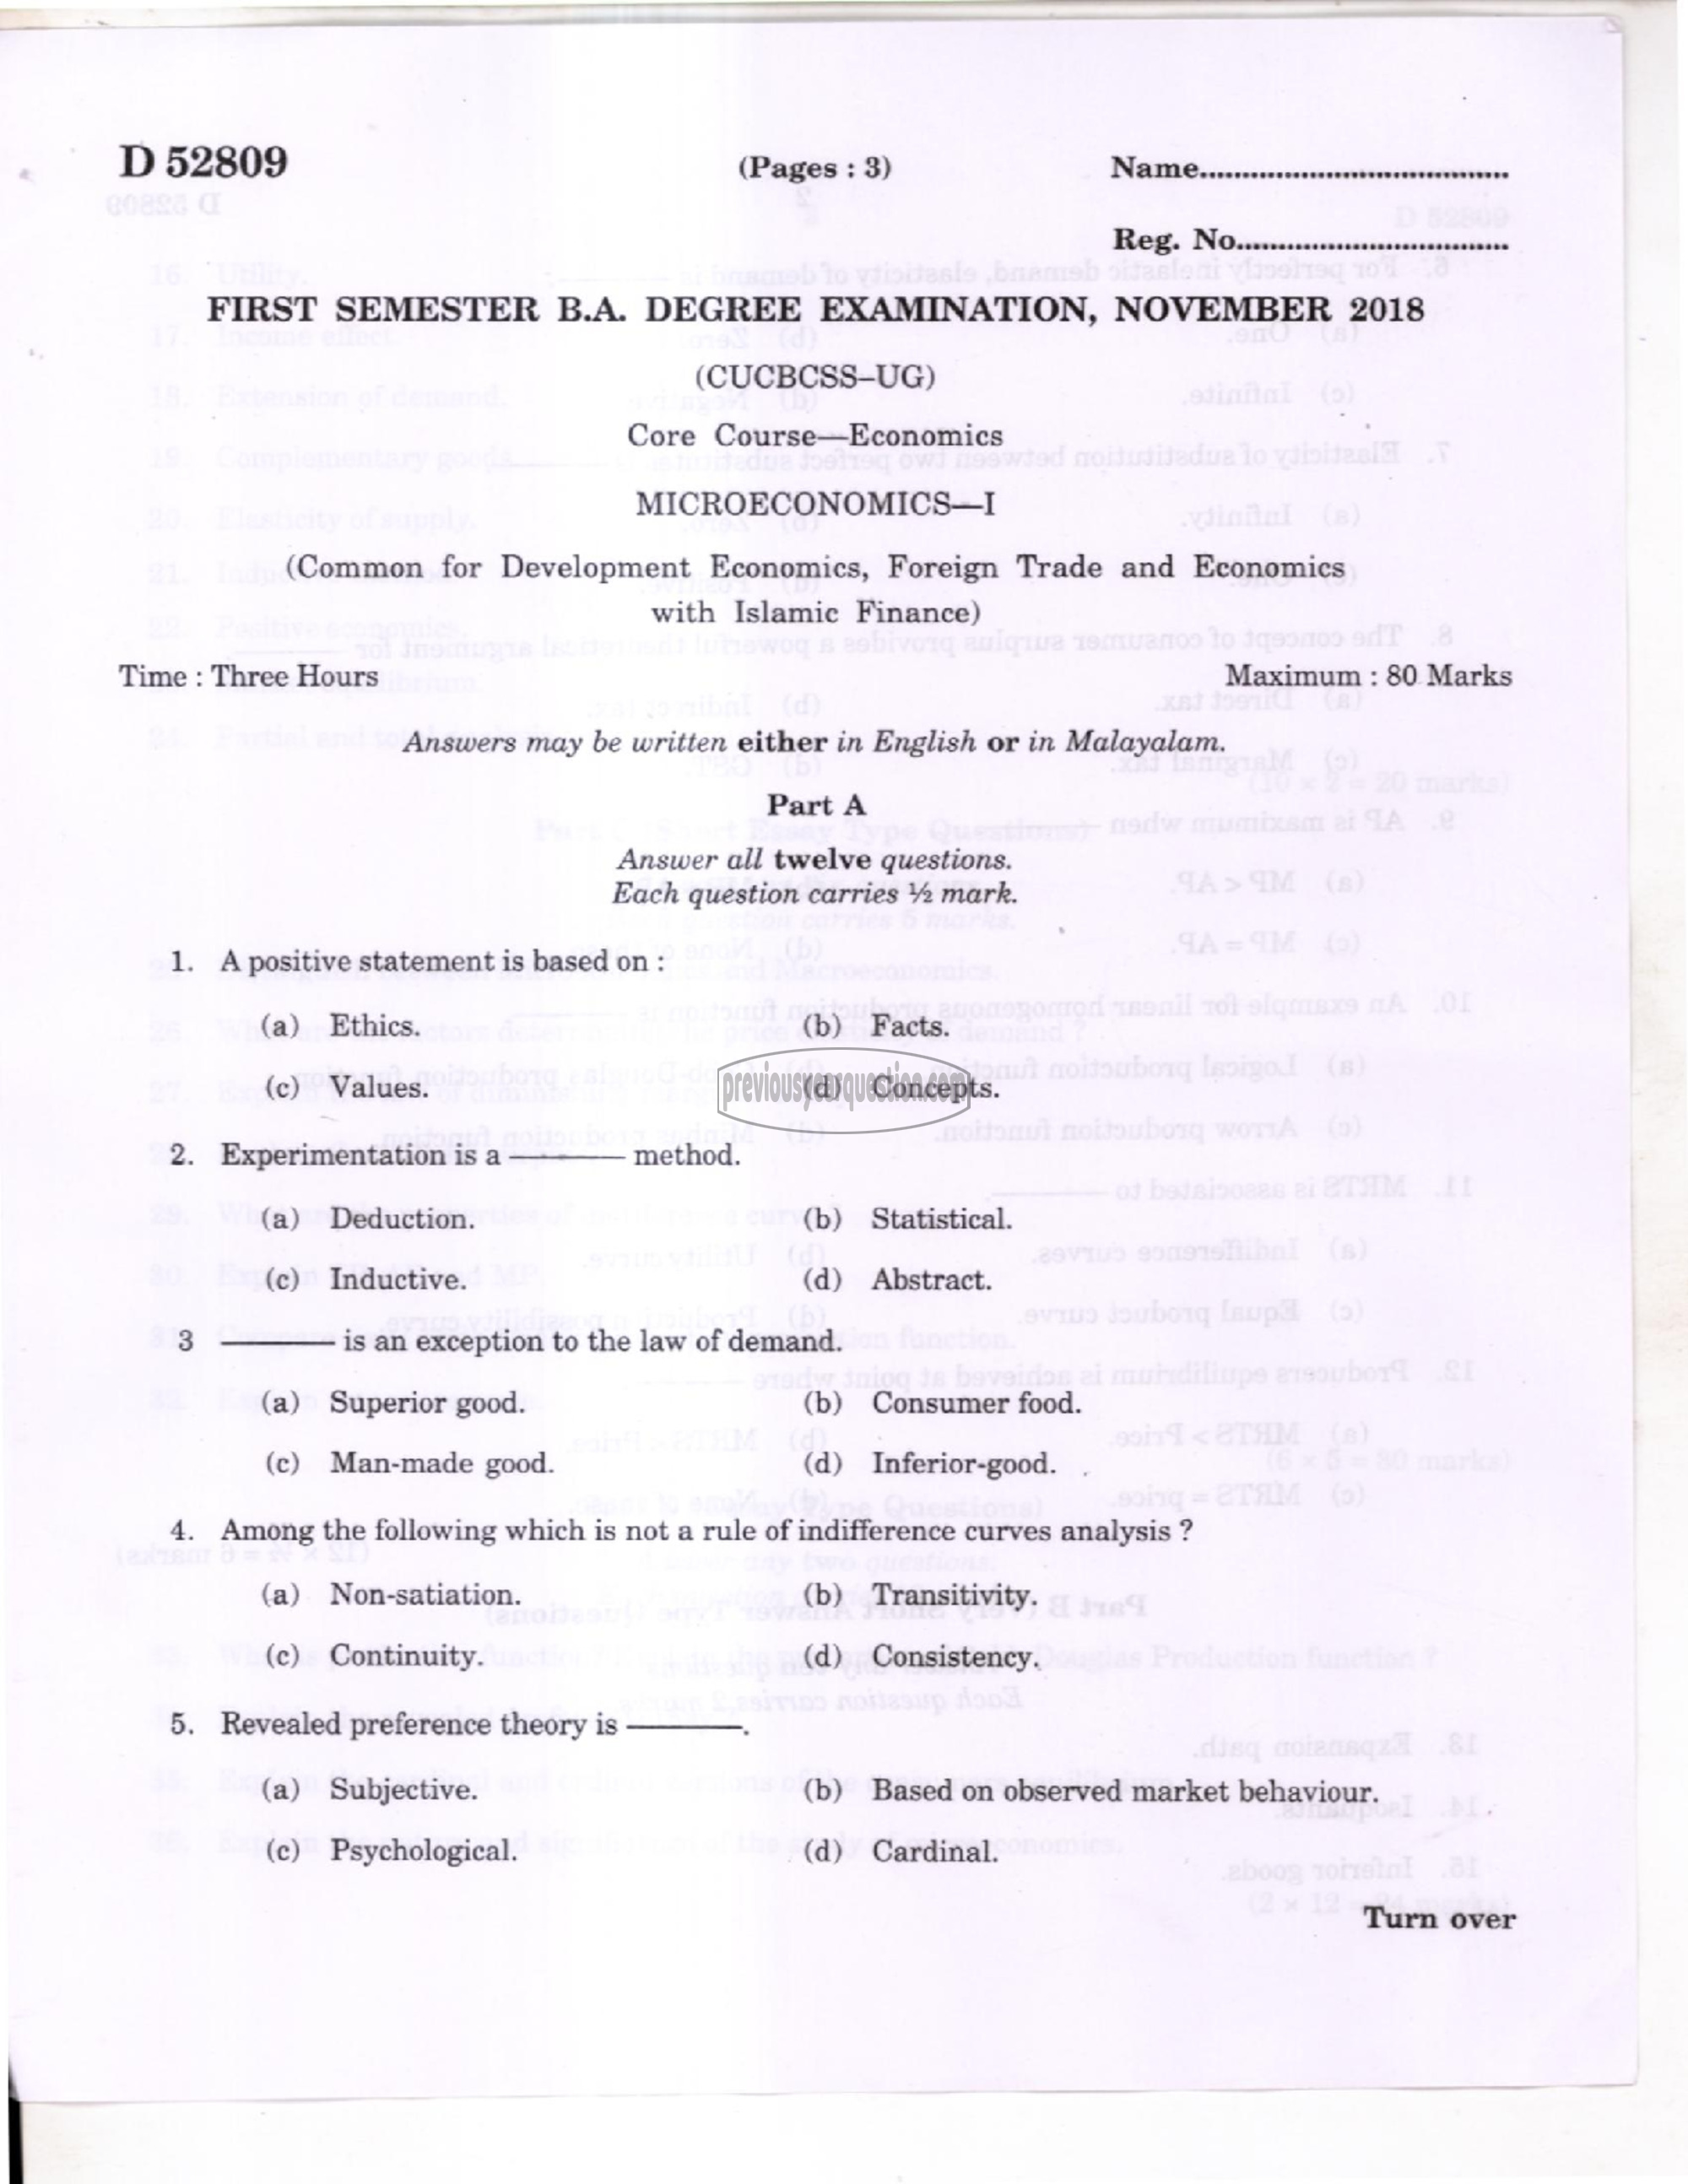 D 52809 (Pages : 3) Name....................................
Reg. No................................
FIRST SEMESTER B.A. DEGREE EXAMINATION, NOVEMBER 2018
(CUCBCSS–UG)
Core Course—Economics
MICROECONOMICS—I
(Common for Development Economics, Foreign Trade and Economics
with Islamic Finance)
Time : Three Hours Maximum : 80 Marks
Answers may be written either in English or in Malayalam.
Part A
Answer all twelve questions.
Each question carries ½ mark.
1. A positive statement is based on :
(a) Ethics. (b) Facts.
(c) Values. (d) Concepts.
previousyearquestion.com
2. Experimentation is a ——— method.
(a) Deduction. (b) Statistical.
(c) Inductive. (d) Abstract.
3 ——— is an exception to the law of demand.
(a) Superior good. (b) Consumer food.
(c) Man-made good. (d) Inferior-good.
4. Among the following which is not a rule of indifference curves analysis ?
(a) Non-satiation. (b) Transitivity.
(c) Continuity. (d) Consistency.
5. Revealed preference theory is ———.
(a) Subjective. (b) Based on observed market behaviour.
(c) Psychological. (d) Cardinal.
Turn over